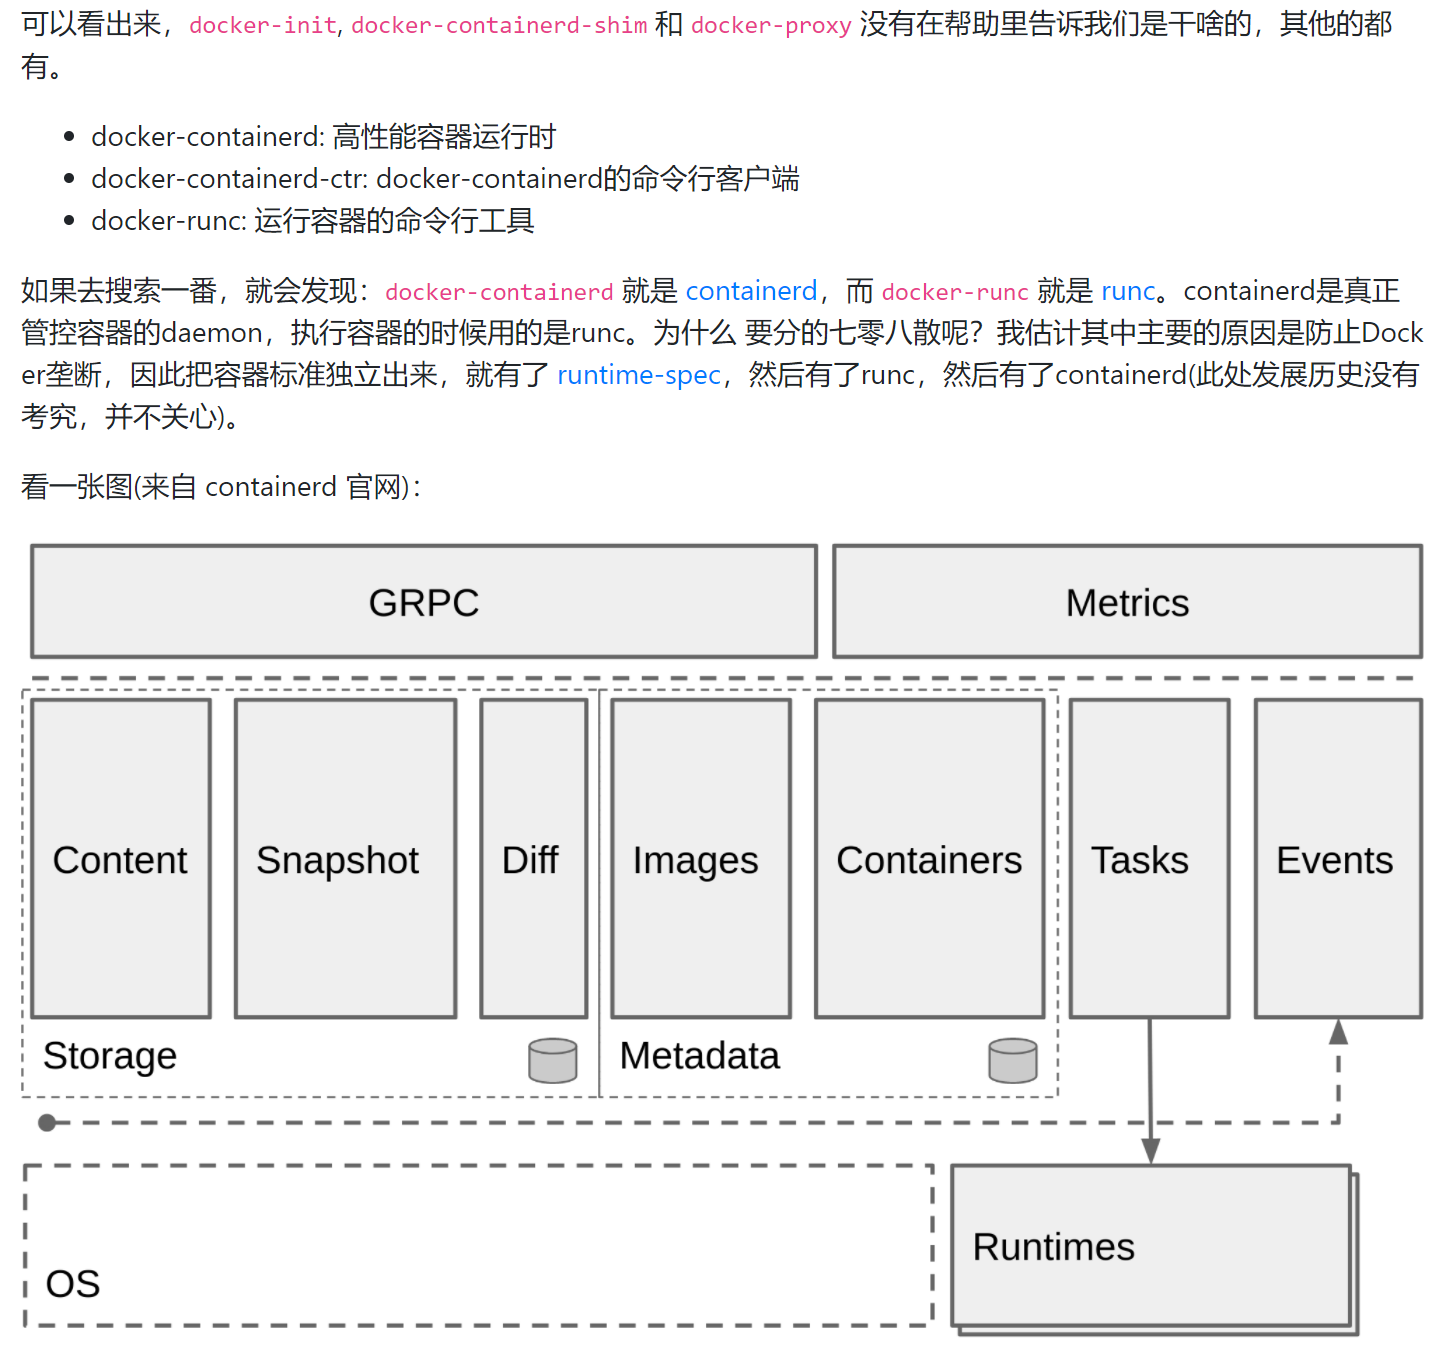 可以看出来，docker-init, docker-containerd-shim 和 docker-proxy 没有在帮助里告诉我们是干啥的，其他的都
有。
• docker-containerd: 高性能容器运行时
• docker-containerd-ctr: docker-containerd的命令行客户端
• docker-runc: 运行容器的命令行工具
如果去搜索一番，就会发现：docker-containerd 就是 containerd，而 docker-runc 就是 runc。containerd是真正
管控容器的daemon，执行容器的时候用的是runc。为什么 要分的七零八散呢？我估计其中主要的原因是防止Dock
er垄断，因此把容器标准独立出来，就有了 runtime-spec，然后有了runc，然后有了containerd(此处发展历史没有
考究，并不关心)。
看一张图(来自 containerd 官网)：
GRPC
Metrics
Content
Snapshot
Diff
Images
Containers
Tasks
Events
Storage
Metadata
OS
Runtimes